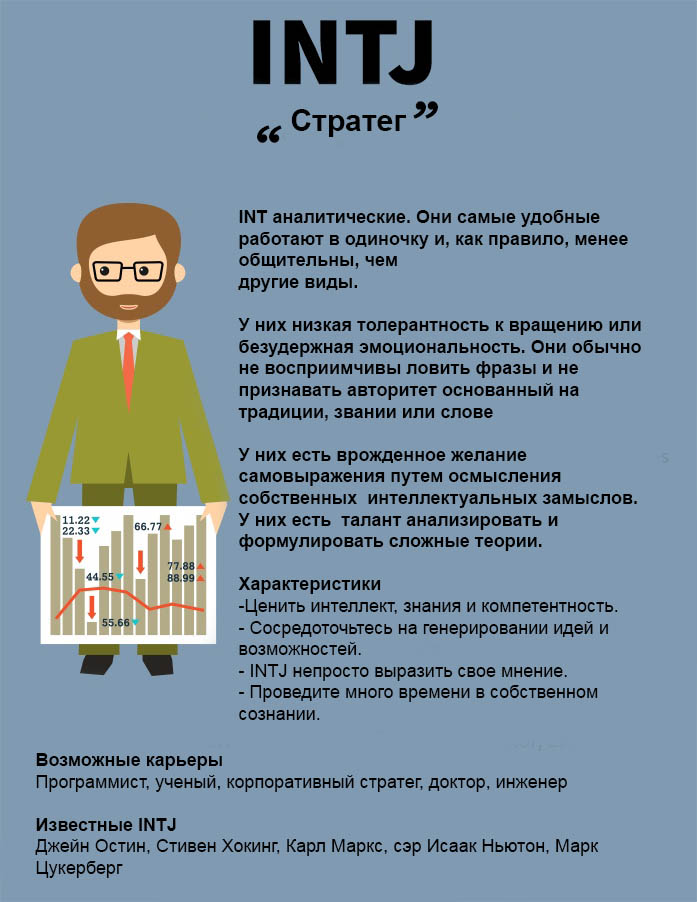 INTJ
“ Стратег ”
INT аналитические. Они самые удобные
работают в одиночку и, как правило, менее
общительны, чем
другие виды.
У них низкая толерантность к вращению или
безудержная эмоциональность. Они обычно
не восприимчивы ловить фразы и не
признавать авторитет основанный на
традиции, звании или слове
У них есть врожденное желание
самовыражения путем осмысления
собственных интеллектуальных замыслов.
У них есть талант анализировать и
формулировать сложные теории.
11.22
22.33
66.77
77.88
88.99
44.55
55.66
Характеристики
-Ценить интеллект, знания и компетентность.
- Сосредоточьтесь на генерировании идей и
возможностей.
- INTJ непросто выразить свое мнение.
- Проведите много времени в собственном
сознании.
Возможные карьеры
Программист, ученый, корпоративный стратег, доктор, инженер
Известные INTJ
Джейн Остин, Стивен Хокинг, Карл Маркс, сэр Исаак Ньютон, Марк
Цукерберг